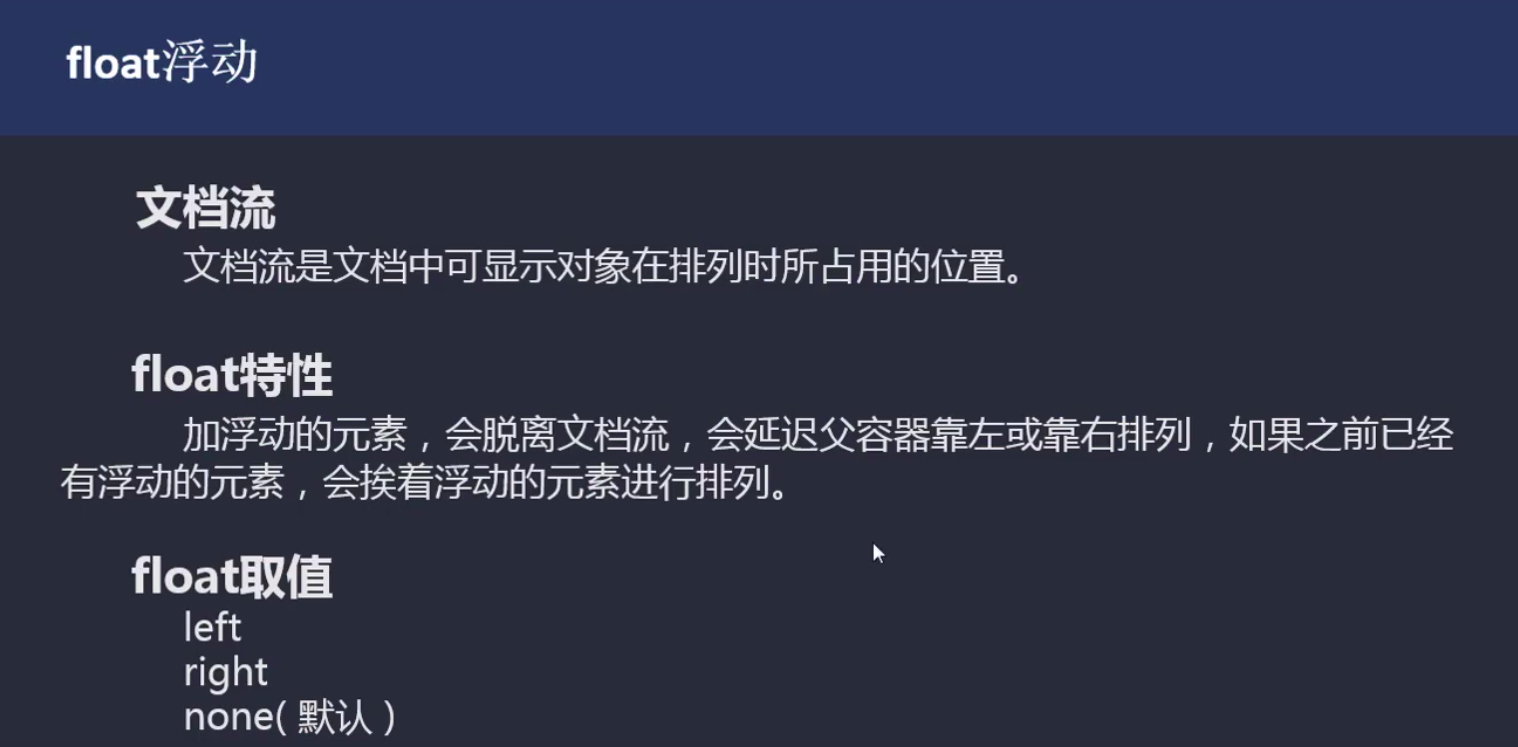 float浮动
文档流
文档流是文档中可显示对象在排列时所占用的位置。
float特性
加浮动的元素，会脱离文档流，会延迟父容器靠左或靠右排列，如果之前已经
有浮动的元素，会挨着浮动的元素进行排列。
float取值
left
right
none( 默认 )